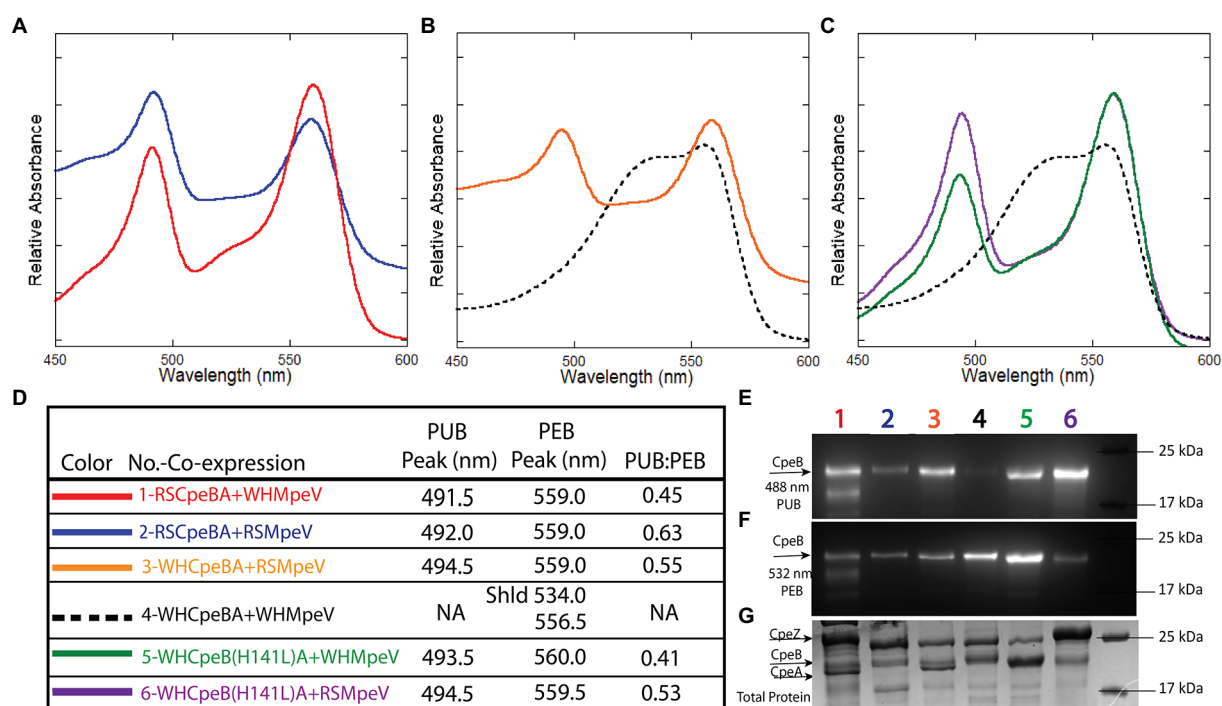 A
B
C
Relative Absorbance
Relative Absorbance
Relative Absorbance
450 500 550 600
450 500 550 600
450 500 550 600
Wavelength (nm)
Wavelength (nm)
Wavelength (nm)
D
Color No.-Co-expression PUB Peak (nm) PEB Peak (nm) PUB:PEB
1-RSCpeBA+WHMpeV 491.5 559.0 0.45
2-RSCpeBA+RSMpeV 492.0 559.0 0.63
3-WHCpeBA+RSMpeV 494.5 559.0 0.55
4-WHCpeBA+WHMpeV NA Shld 534.0 556.5 NA
5-WHCpeB(H141L)A+WHMpeV 493.5 560.0 0.41
6-WHCpeB(H141L)A+RSMpeV 494.5 559.5 0.53
E
1 2 3 4 5 6
CpeB
488 nm
PUB
25 kDa
17 kDa
F
CpeB
532 nm
PEB
25 kDa
17 kDa
G
CpeZ
CpeB
CpeA
Total Protein
25 kDa
17 kDa